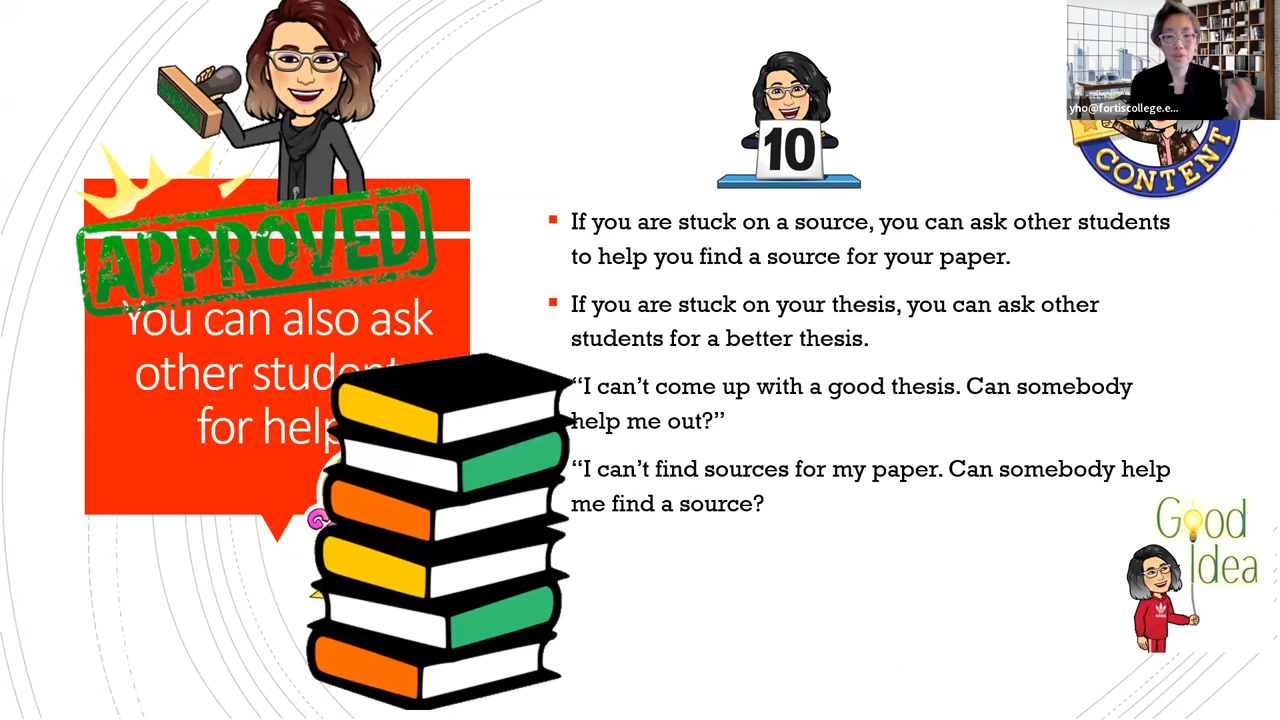 APPROVED
You can also ask
other students
for help
10
CONTENT
yho@fortiscollege.e...
If you are stuck on a source, you can ask other students
to help you find a source for your paper.
If you are stuck on your thesis, you can ask other
students for a better thesis.
“I can’t come up with a good thesis. Can somebody
help me out?”
“I can’t find sources for my paper. Can somebody help
me find a source?
Good
Idea